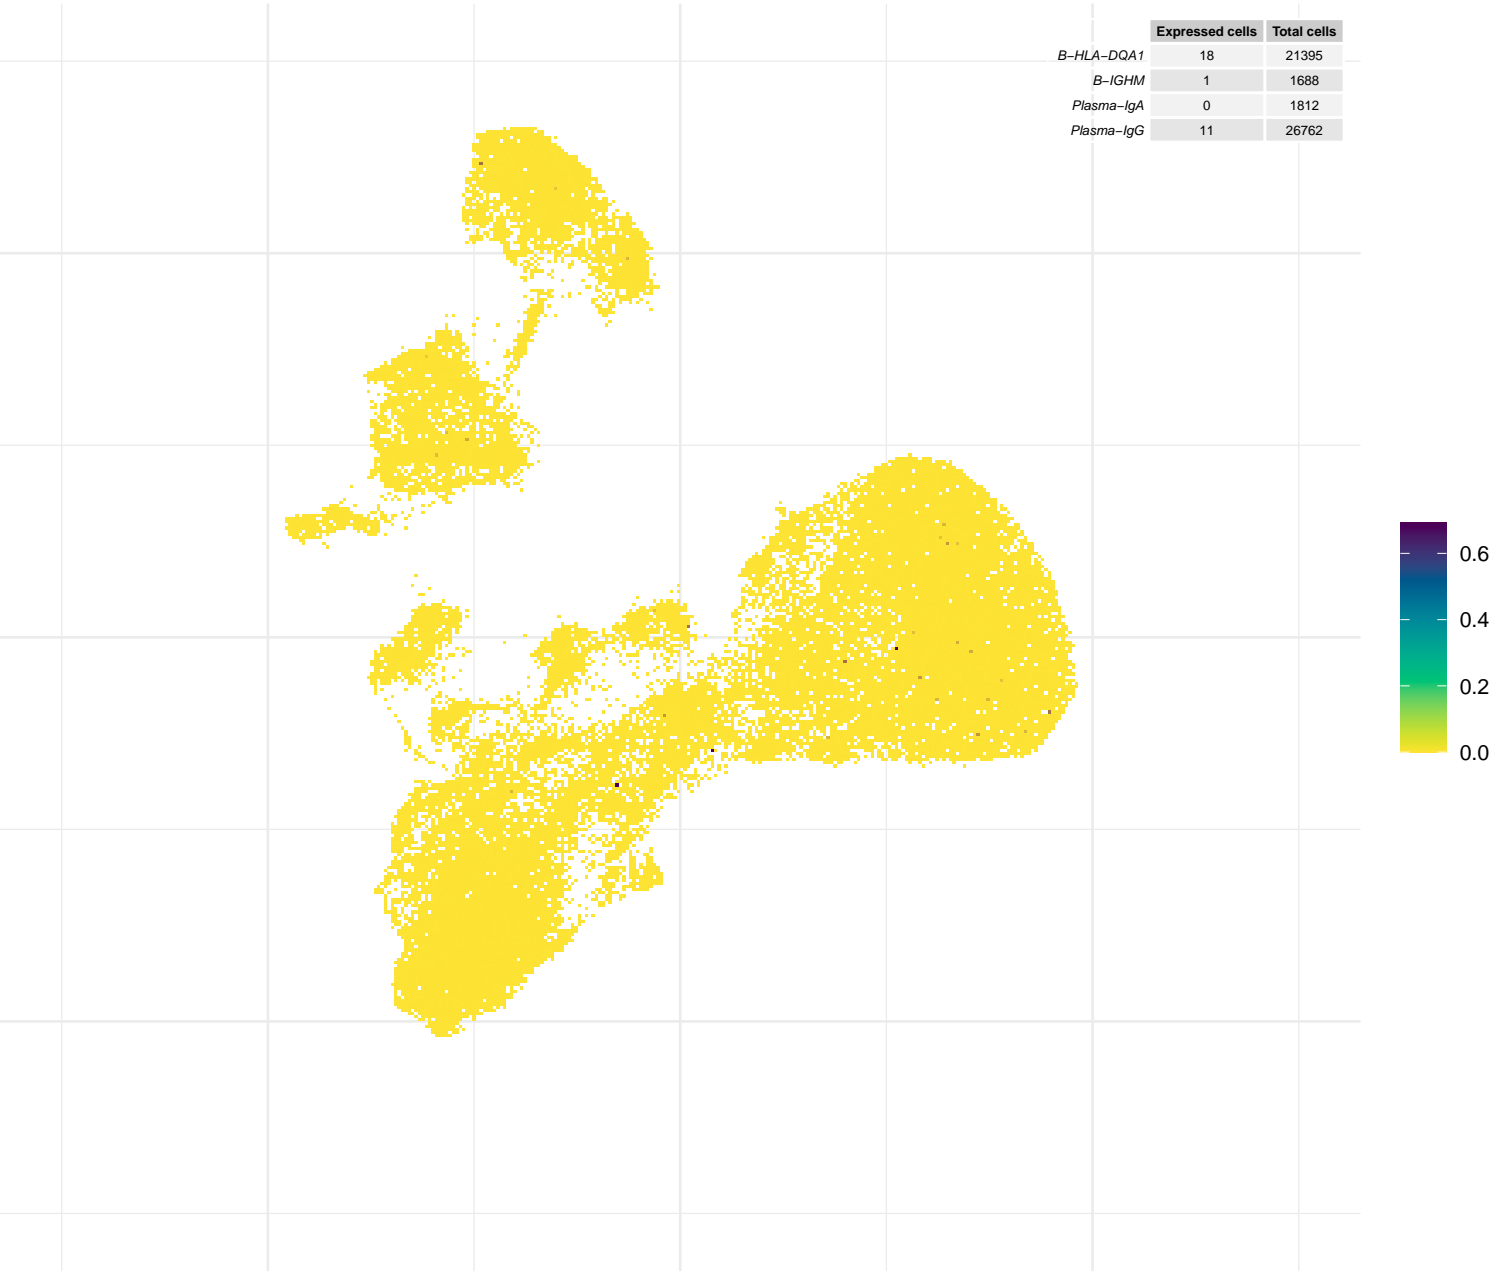 Expressed cells Total cells
B−HLA−DQA1 18 21395
B−IGHM 1 1688
Plasma−IgA 0 1812
Plasma−IgG 11 26762
0.6
0.4
0.2
0.0